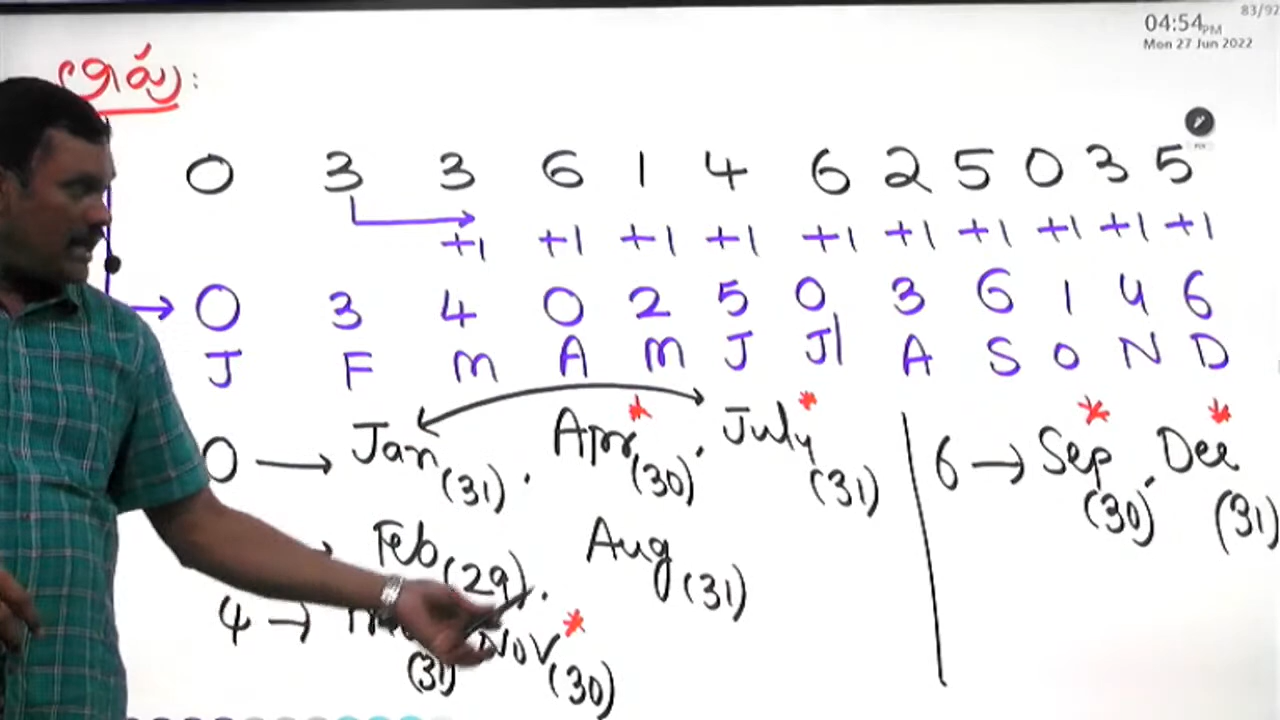 04:54PM
83/92
Mon 27 Jun 2022
లీపు:
0 3 3 6 1 4 6 2 5 0 3 5
+1 +1 +1 +1 +1 +1 +1 +1 +1 +1
0 3 4 0 2 5 0 3 6 1 4 6
J F M A M J Jl A S O N D
0 → Jan (31), Apr* (30), July* (31)
6 → Sep* (30), Dec* (31)
Feb (29), Aug (31)
4 → (31) Nov* (30)